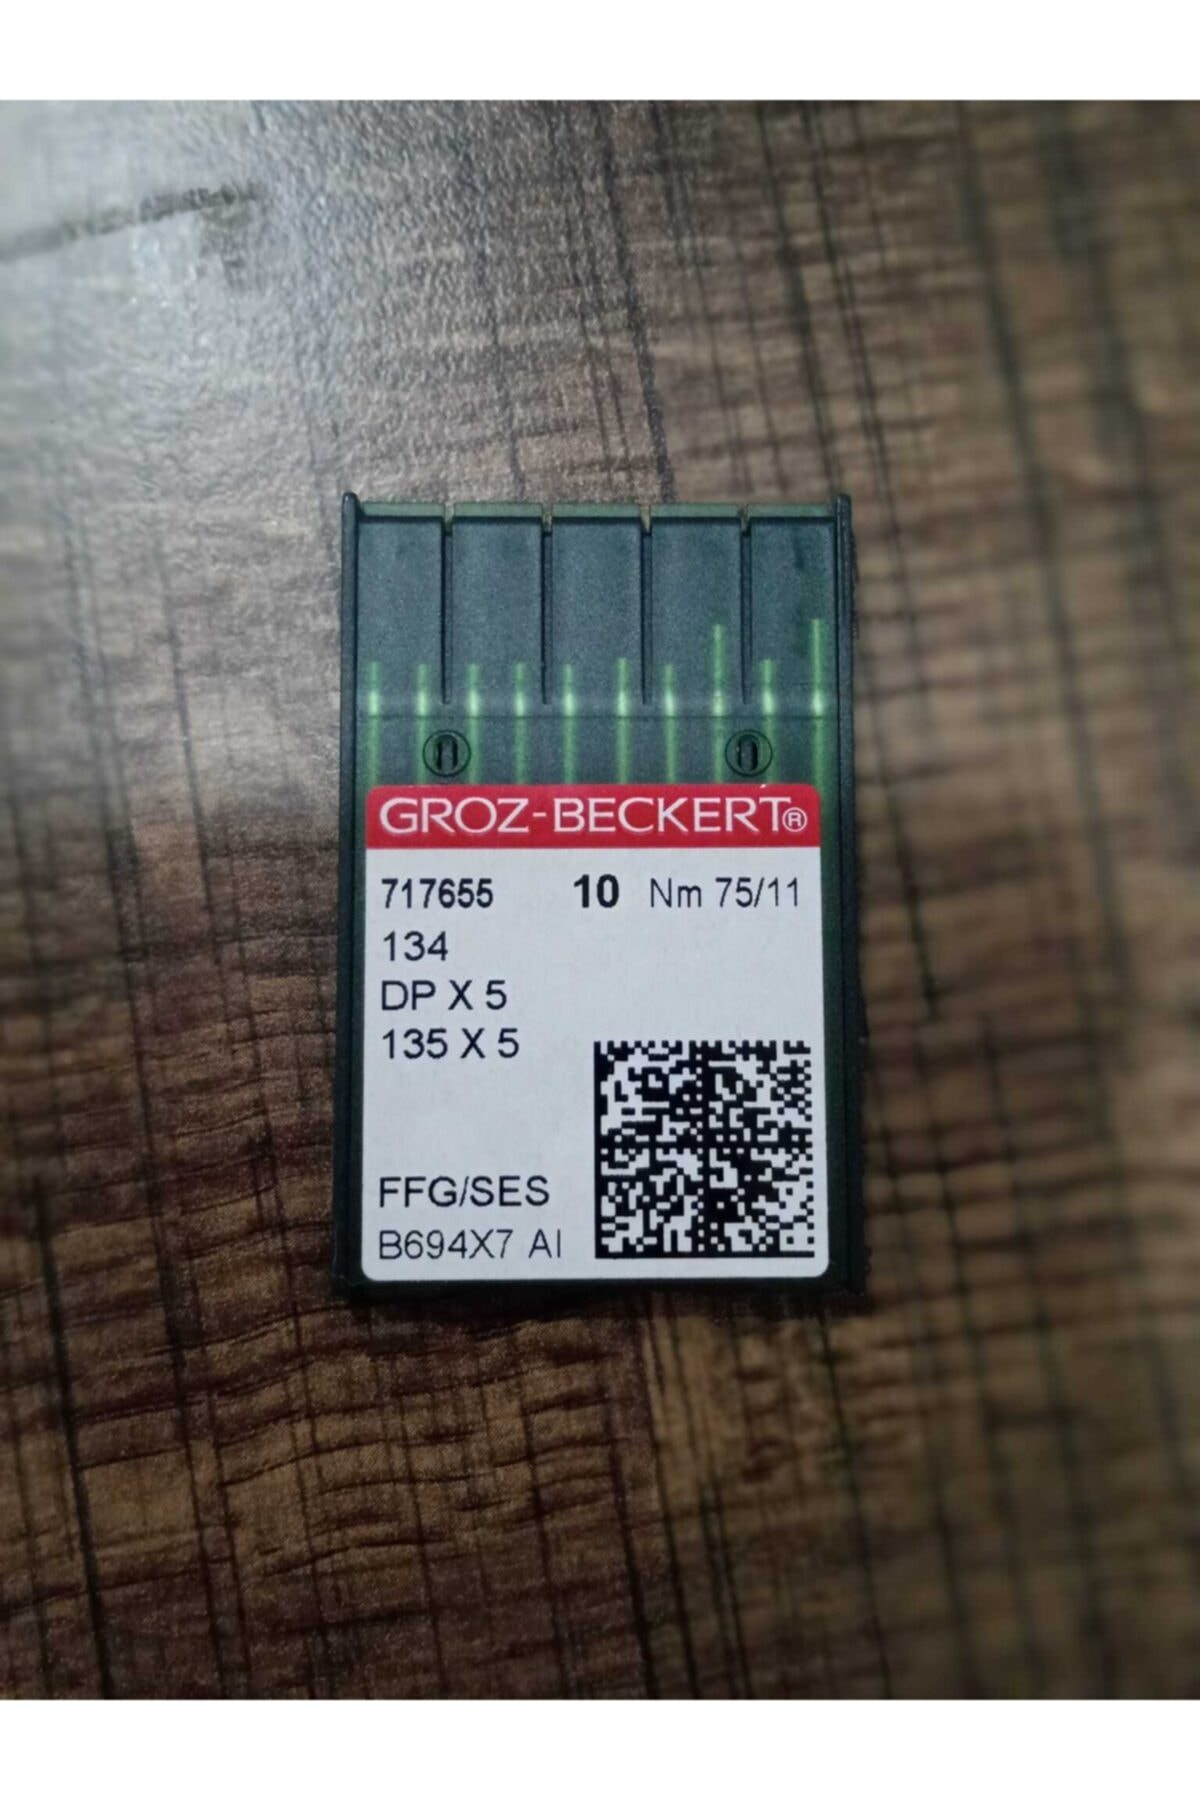 GROZ-BECKERT®
717655 10 Nm 75/11
134
DP X 5
135 X 5
FFG/SES
B694X7 AI